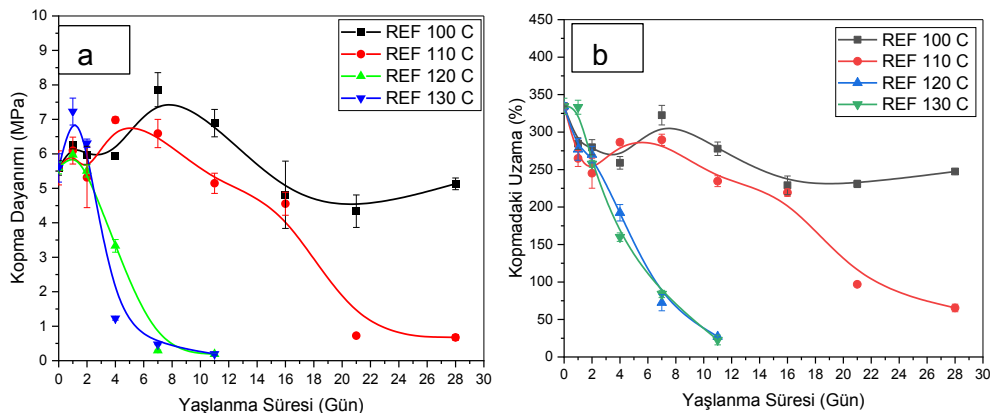 a
REF 100 C
REF 110 C
REF 120 C
REF 130 C
Kopma Dayanımı (MPa)
10
9
8
7
6
5
4
3
2
1
0
0 2 4 6 8 10 12 14 16 18 20 22 24 26 28 30
Yaşlanma Süresi (Gün)
b
REF 100 C
REF 110 C
REF 120 C
REF 130 C
Kopmadaki Uzama (%)
450
400
350
300
250
200
150
100
50
0
0 2 4 6 8 10 12 14 16 18 20 22 24 26 28 30
Yaşlanma Süresi (Gün)